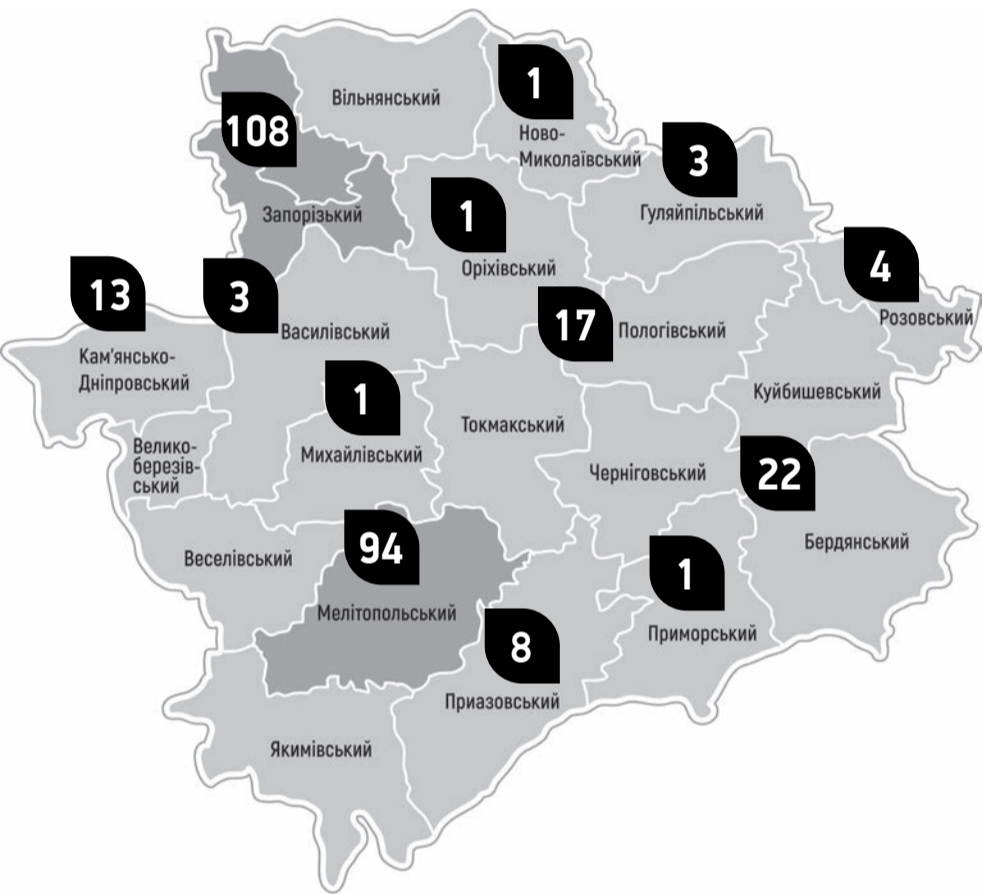 Вільнянський
1
Ново-
Миколаївський
108
3
Гуляйпільський
Запорізький
1
Оріхівський
4
Розовський
13
Кам'янсько-
Дніпровський
3
Василівський
17
Пологівський
Куйбишевський
1
Михайлівський
Токмакський
Велико-
березів-
ський
Черніговський
22
Бердянський
Веселівський
94
Мелітопольський
1
Приморський
8
Приазовський
Якимівський